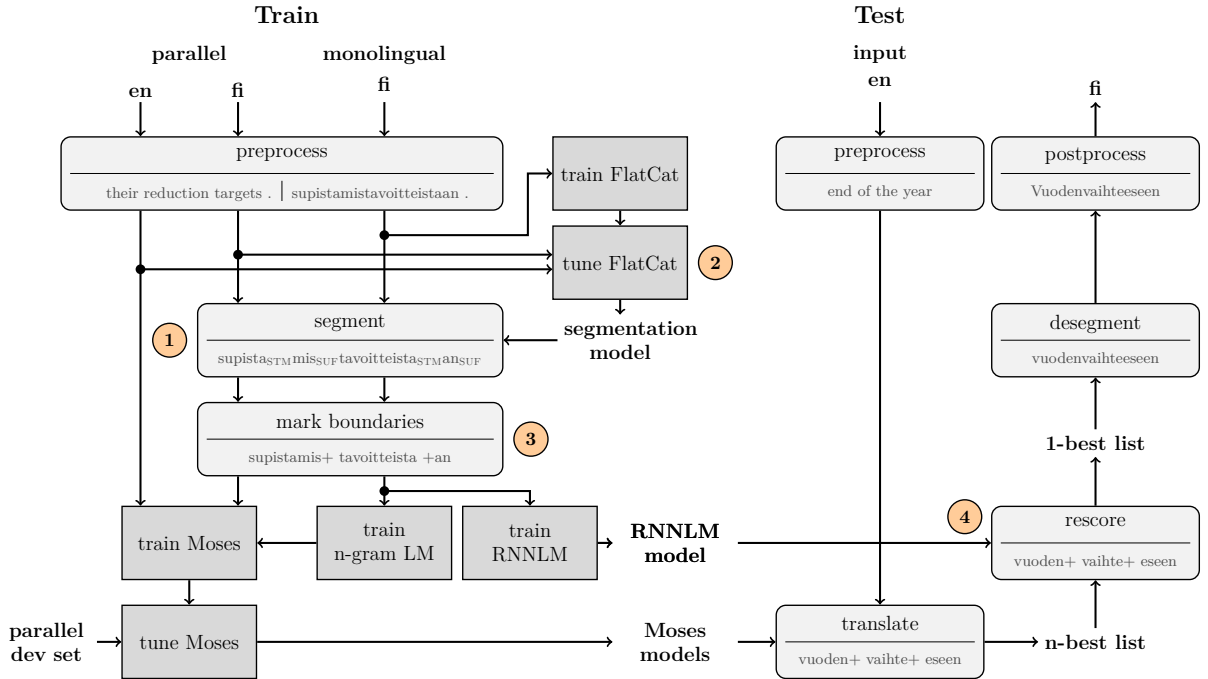 Train
Test
parallel
monolingual
input
en
fi
fi
en
fi
preprocess
their reduction targets . | supistamistavoitteistaan .
train FlatCat
preprocess
end of the year
postprocess
Vuodenvaihteeseen
tune FlatCat
2
1
segment
supistaSTMmisSUFtavoitteistaSTManSUF
segmentation
model
desegment
vuodenvaihteeseen
mark boundaries
supistamis+ tavoitteista +an
3
1-best list
4
train Moses
train
n-gram LM
train
RNNLM
RNNLM
model
rescore
vuoden+ vaihte+ eseen
parallel
dev set
tune Moses
Moses
models
translate
vuoden+ vaihte+ eseen
n-best list